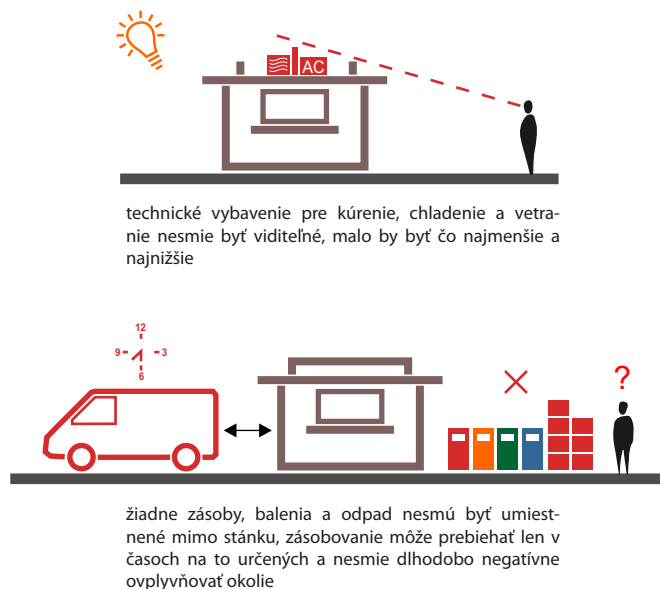 AC
technické vybavenie pre kúrenie, chladenie a vetra-
nie nesmie byť viditeľné, malo by byť čo najmenšie a
najnižšie
12
9
3
6
?
žiadne zásoby, balenia a odpad nesmú byť umiest-
nené mimo stánku, zásobovanie môže prebiehať len v
časoch na to určených a nesmie dlhodobo negatívne
ovplyvňovať okolie